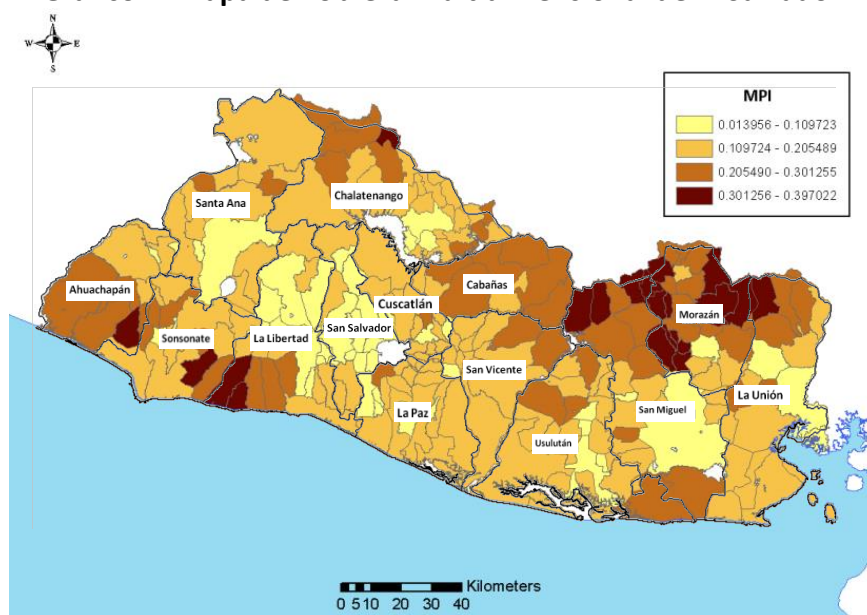 N
W E
S
MPI
0.013956 - 0.109723
0.109724 - 0.205489
0.205490 - 0.301255
0.301256 - 0.397022
Chalatenango
Santa Ana
Cabañas
Ahuachapán
Cuscatlán
Morazán
San Salvador
Sonsonate
La Libertad
San Vicente
La Unión
San Miguel
La Paz
Usulután
Kilometers
0 5 10 20 30 40